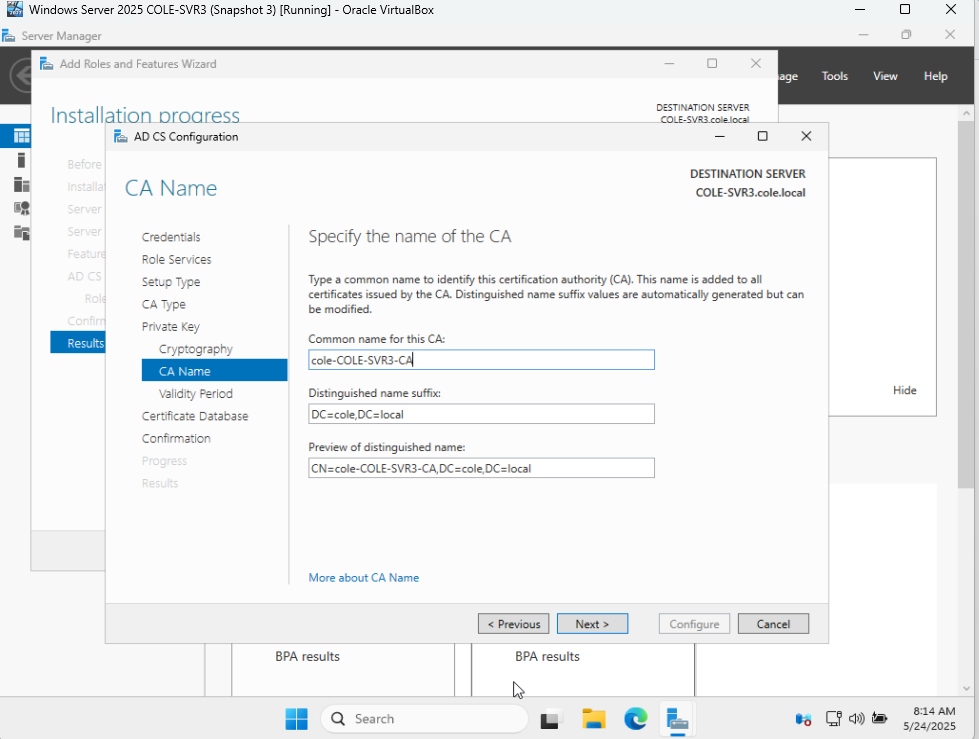 Windows Server 2025 COLE-SVR3 (Snapshot 3) [Running] - Oracle VirtualBox
Server Manager
Add Roles and Features Wizard
Tools
View
Help
Installation progress
DESTINATION SERVER
COLE-SVR3.cole.local
Before
Server
Server
AD CS
Results
Hide
AD CS Configuration
CA Name
DESTINATION SERVER
COLE-SVR3.cole.local
Credentials
Role Services
Setup Type
CA Type
Private Key
Cryptography
CA Name
Validity Period
Certificate Database
Confirmation
Progress
Results
Specify the name of the CA
Type a common name to identify this certification authority (CA). This name is added to all
certificates issued by the CA. Distinguished name suffix values are automatically generated but can
be modified.
Common name for this CA:
cole-COLE-SVR3-CA
Distinguished name suffix:
DC=cole,DC=local
Preview of distinguished name:
CN=cole-COLE-SVR3-CA,DC=cole,DC=local
More about CA Name
< Previous
Next >
Configure
Cancel
BPA results
BPA results
Search
8:14 AM
5/24/2025